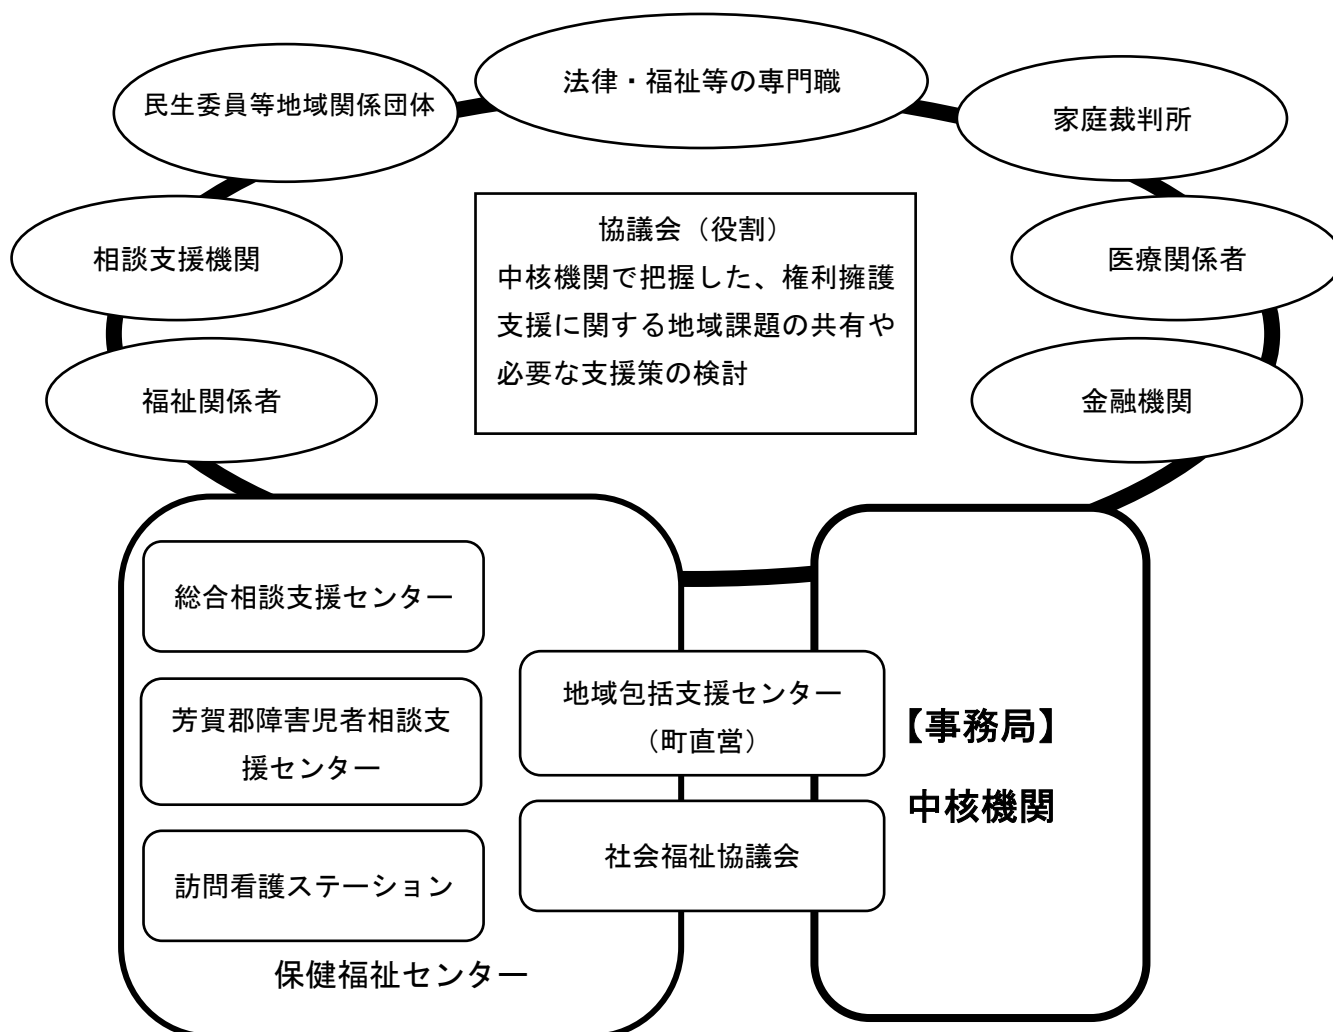 法律・福祉等の専門職
民生委員等地域関係団体
家庭裁判所
相談支援機関
医療関係者
協議会（役割）
中核機関で把握した、権利擁護
支援に関する地域課題の共有や
必要な支援策の検討
福祉関係者
金融機関
総合相談支援センター
芳賀郡障害児者相談支
援センター
訪問看護ステーション
保健福祉センター
地域包括支援センター
（町直営）
社会福祉協議会
【事務局】
中核機関